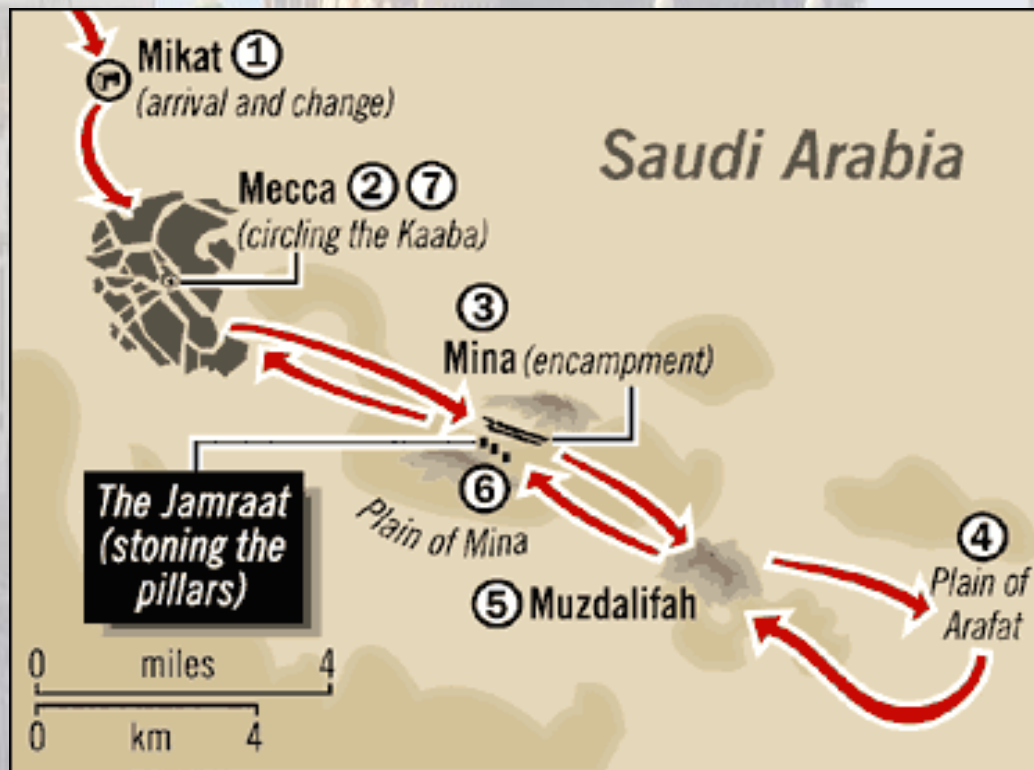 Mikat 1
(arrival and change)
Saudi Arabia
Mecca 2 7
(circling the Kaaba)
3
Mina (encampment)
The Jamraat
(stoning the
pillars)
6
Plain of Mina
4
Plain of
Arafat
5 Muzdalifah
0 miles 4
0 km 4